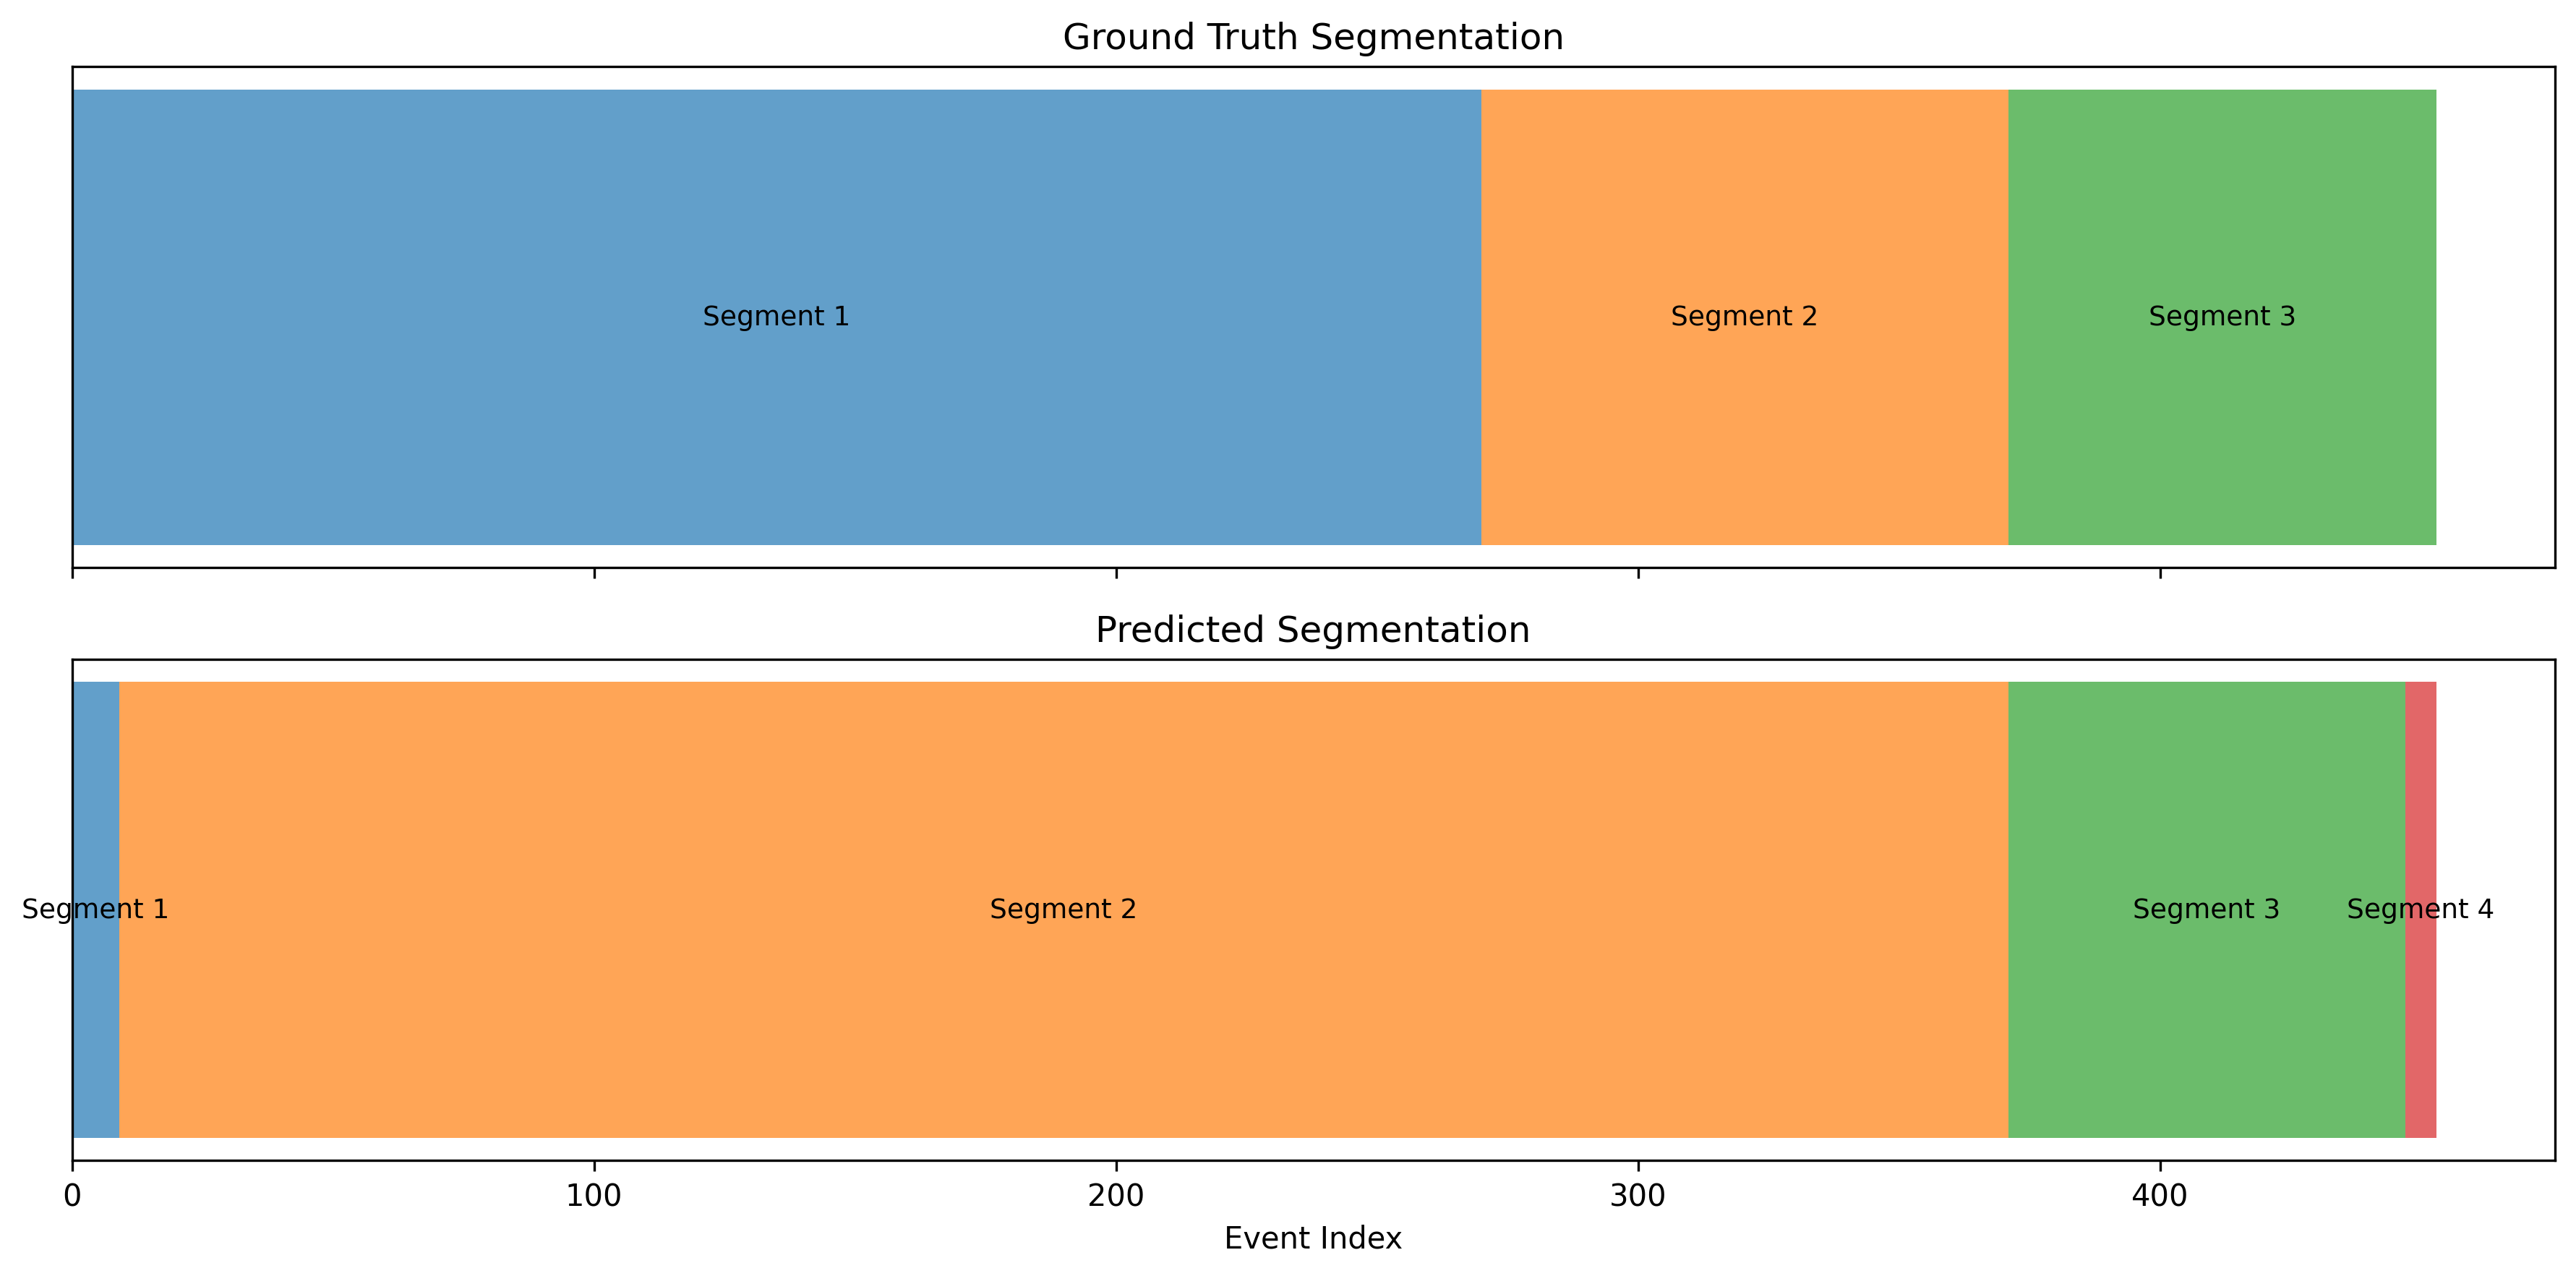 Ground Truth Segmentation
Segment 1
Segment 2
Segment 3
Predicted Segmentation
Segment 1
Segment 2
Segment 3
Segment 4
0
100
200
300
400
Event Index